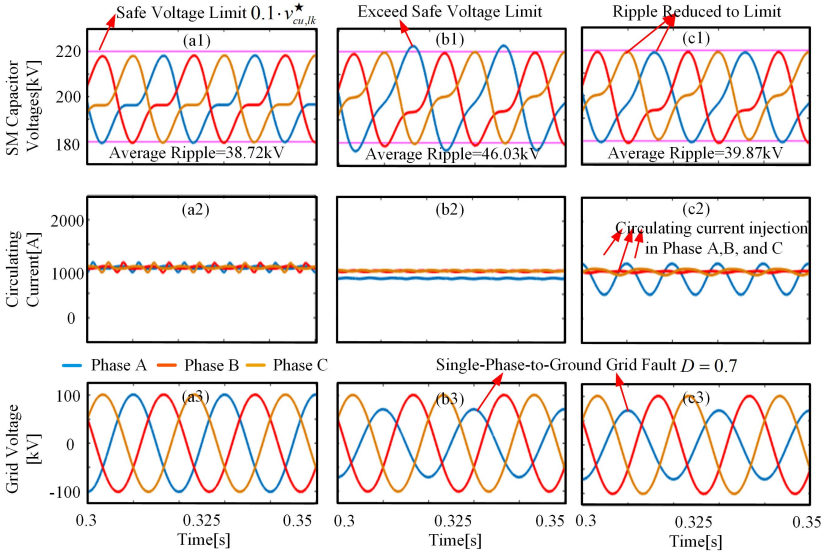 Safe Voltage Limit 0.1·v★cu,lk
Exceed Safe Voltage Limit
Ripple Reduced to Limit
(a1)
(b1)
(c1)
SM Capacitor
Voltages[kV]
220
200
180
Average Ripple=38.72kV
Average Ripple=46.03kV
Average Ripple=39.87kV
(a2)
(b2)
(c2)
Circulating
Current[A]
2000
1000
0
Circulating current injection
in Phase A,B, and C
Phase A Phase B Phase C
Single-Phase-to-Ground Grid Fault D = 0.7
(a3)
(b3)
(c3)
Grid Voltage
[kV]
100
0
-100
0.3 0.325 0.35
0.3 0.325 0.35
0.3 0.325 0.35
Time[s]
Time[s]
Time[s]